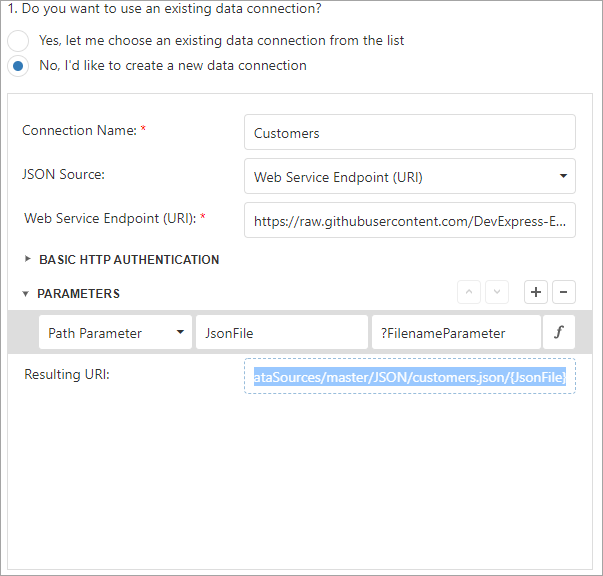 1. Do you want to use an existing data connection?
Yes, let me choose an existing data connection from the list
No, I'd like to create a new data connection
Connection Name: *
Customers
JSON Source:
Web Service Endpoint (URI)
Web Service Endpoint (URI): *
https://raw.githubusercontent.com/DevExpress-E...
BASIC HTTP AUTHENTICATION
PARAMETERS
Path Parameter
JsonFile
?FilenameParameter
f
Resulting URI:
ataSources/master/JSON/customers.json/{JsonFile}